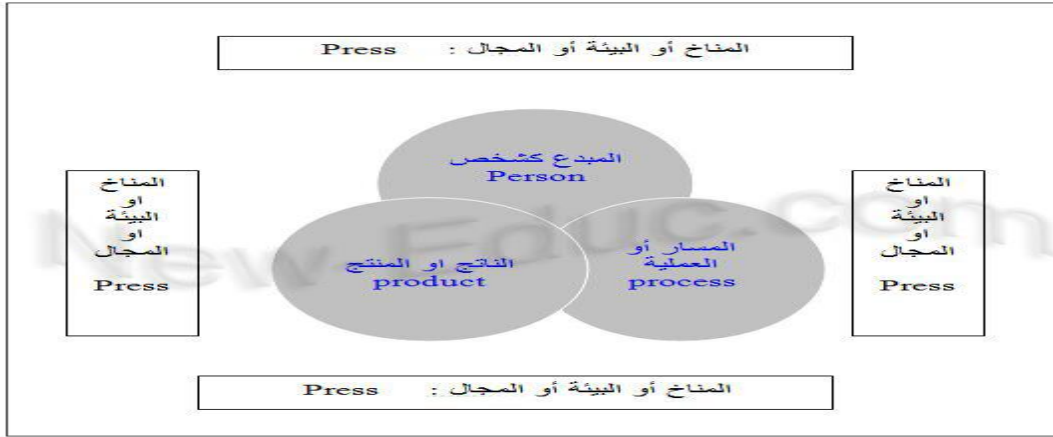 المناخ أو البيئة أو المجال : Press
المبدع كشخص
Person
المناخ
او
البيئة
او
المجال
Press
المسار أو
العملية
process
الناتج او المنتج
product
المناخ
او
البيئة
او
المجال
Press
المناخ أو البيئة أو المجال : Press
New-Educ.com